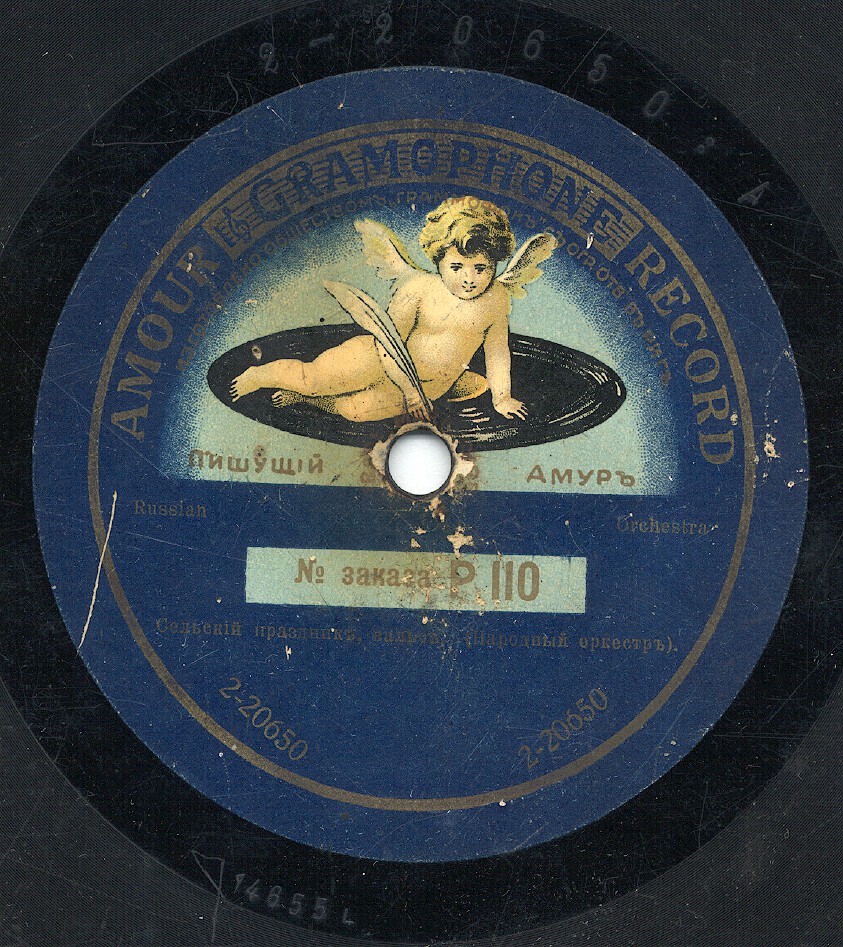 2-20650
AMOUR GRAMOPHONE RECORD
ПИШУЩІЙ АМУРЪ
Russian Orchestra
№ заказа: Р 110
Сельскій праздникъ, (Народный оркестръ).
2-20650 2-20650
14655 L